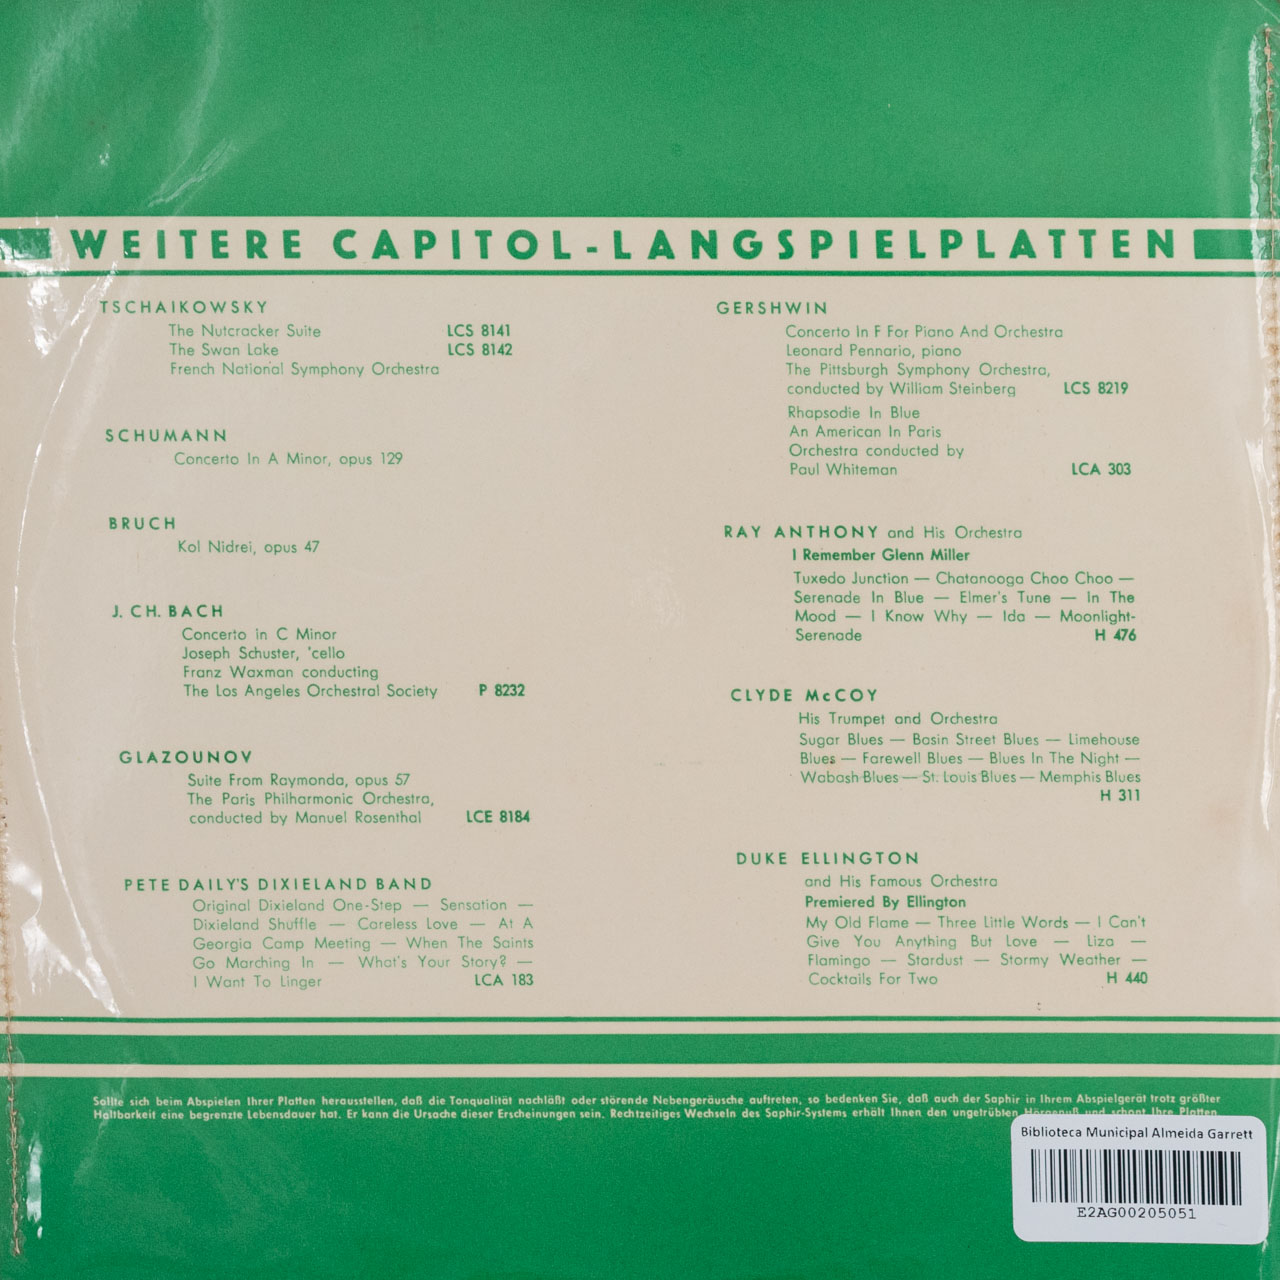 WEITERE CAPITOL-LANGSPIELPLATTEN
TSCHAIKOWSKY
The Nutcracker Suite LCS 8141
The Swan Lake LCS 8142
French National Symphony Orchestra
SCHUMANN
Concerto In A Minor, opus 129
BRUCH
Kol Nidrei, opus 47
J. CH. BACH
Concerto in C Minor
Joseph Schuster, 'cello
Franz Waxman conducting
The Los Angeles Orchestral Society P 8232
GLAZOUNOV
Suite From Raymonda, opus 57
The Paris Philharmonic Orchestra,
conducted by Manuel Rosenthal LCE 8184
PETE DAILY'S DIXIELAND BAND
Original Dixieland One-Step — Sensation —
Dixieland Shuffle — Careless Love — At A
Georgia Camp Meeting — When The Saints
Go Marching In — What's Your Story? —
I Want To Linger LCA 183
GERSHWIN
Concerto In F For Piano And Orchestra
Leonard Pennario, piano
The Pittsburgh Symphony Orchestra,
conducted by William Steinberg LCS 8219
Rhapsodie In Blue
An American In Paris
Orchestra conducted by
Paul Whiteman LCA 303
RAY ANTHONY and His Orchestra
I Remember Glenn Miller
Tuxedo Junction — Chatanooga Choo Choo —
Serenade In Blue — Elmer's Tune — In The
Mood — I Know Why — Ida — Moonlight-
Serenade H 476
CLYDE McCOY
His Trumpet and Orchestra
Sugar Blues — Basin Street Blues — Limehouse
Blues — Farewell Blues — Blues In The Night —
Wabash Blues — St. Louis Blues — Memphis Blues
H 311
DUKE ELLINGTON
and His Famous Orchestra
Premiered By Ellington
My Old Flame — Three Little Words — I Can't
Give You Anything But Love — Liza —
Flamingo — Stardust — Stormy Weather —
Cocktails For Two H 440
Sollte sich beim Abspielen Ihrer Platten herausstellen, daß die Tonqualität nachläßt oder störende Nebengeräusche auftreten, so bedenken Sie, daß auch der Saphir in Ihrem Abspielgerät trotz größter
Haltbarkeit eine begrenzte Lebensdauer hat. Er kann die Ursache dieser Erscheinungen sein. Rechtzeitiges Wechseln des Saphir-Systems erhält Ihnen den ungetrübten Hörgenuß und schont Ihre Platten
Biblioteca Municipal Almeida Garrett
E2AG00205051